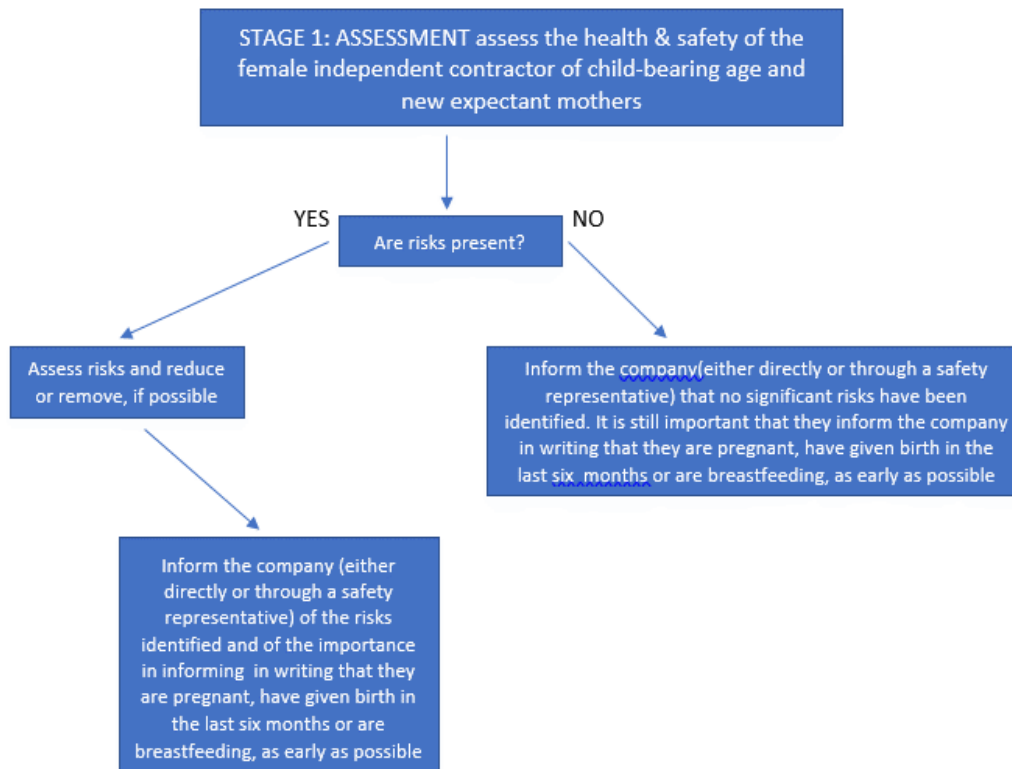 STAGE 1: ASSESSMENT assess the health & safety of the
female independent contractor of child-bearing age and
new expectant mothers
YES
NO
Are risks present?
Assess risks and reduce
or remove, if possible
Inform the company(either directly or through a safety
representative) that no significant risks have been
identified. It is still important that they inform the company
in writing that they are pregnant, have given birth in the
last six  months or are breastfeeding, as early as possible
Inform the company (either
directly or through a safety
representative) of the risks
identified and of the importance
in informing  in writing that they
are pregnant, have given birth in
the last six months or are
breastfeeding, as early as possible